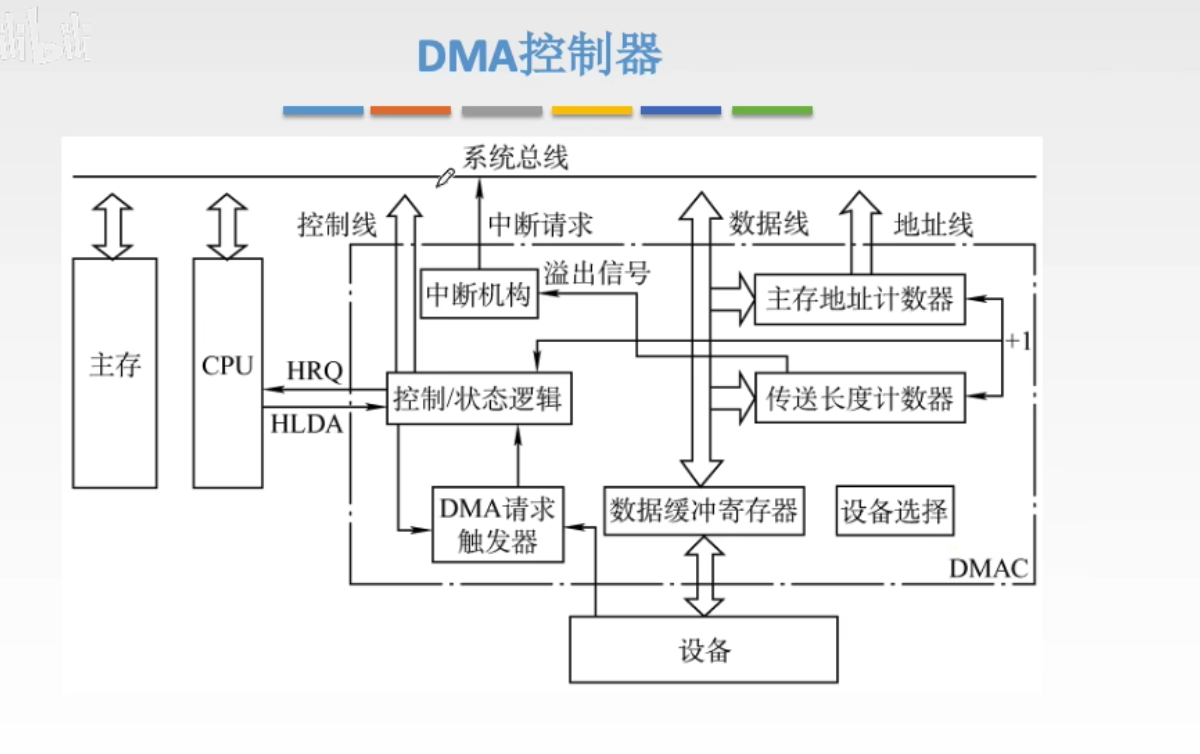 bilibili
DMA控制器
系统总线
控制线
中断请求
数据线
地址线
溢出信号
中断机构
主存地址计数器
+1
主存
CPU
HRQ
控制/状态逻辑
传送长度计数器
HLDA
DMA请求
触发器
数据缓冲寄存器
设备选择
DMAC
设备